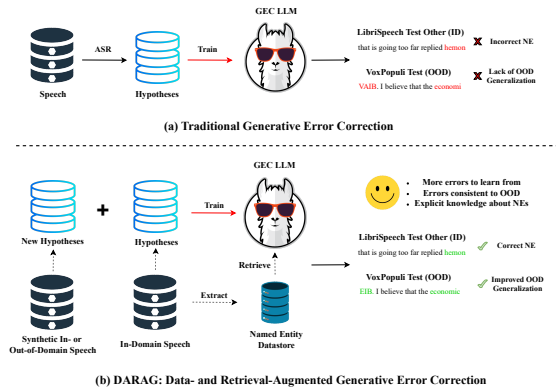 GEC LLM
ASR
Train
Speech
Hypotheses
LibriSpeech Test Other (ID)
that is going too far replied hemon
Incorrect NE
VoxPopuli Test (OOD)
VAIB. I believe that the economi
Lack of OOD
Generalization
(a) Traditional Generative Error Correction
GEC LLM
Train
New Hypotheses
Hypotheses
Retrieve
Extract
Synthetic In- or
Out-of-Domain Speech
In-Domain Speech
Named Entity
Datastore
• More errors to learn from
• Errors consistent to OOD
• Explicit knowledge about NEs
LibriSpeech Test Other (ID)
that is going too far replied hemon
Correct NE
VoxPopuli Test (OOD)
EIB. I believe that the economic
Improved OOD
Generalization
(b) DARAG: Data- and Retrieval-Augmented Generative Error Correction